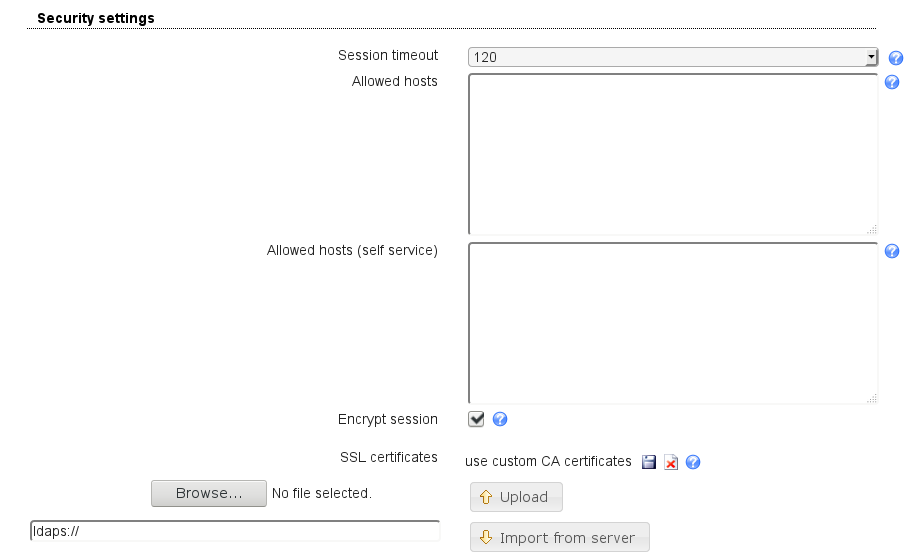 Security settings
Session timeout 120
Allowed hosts
Allowed hosts (self service)
Encrypt session
SSL certificates use custom CA certificates
Browse... No file selected. Upload
ldaps:// Import from server